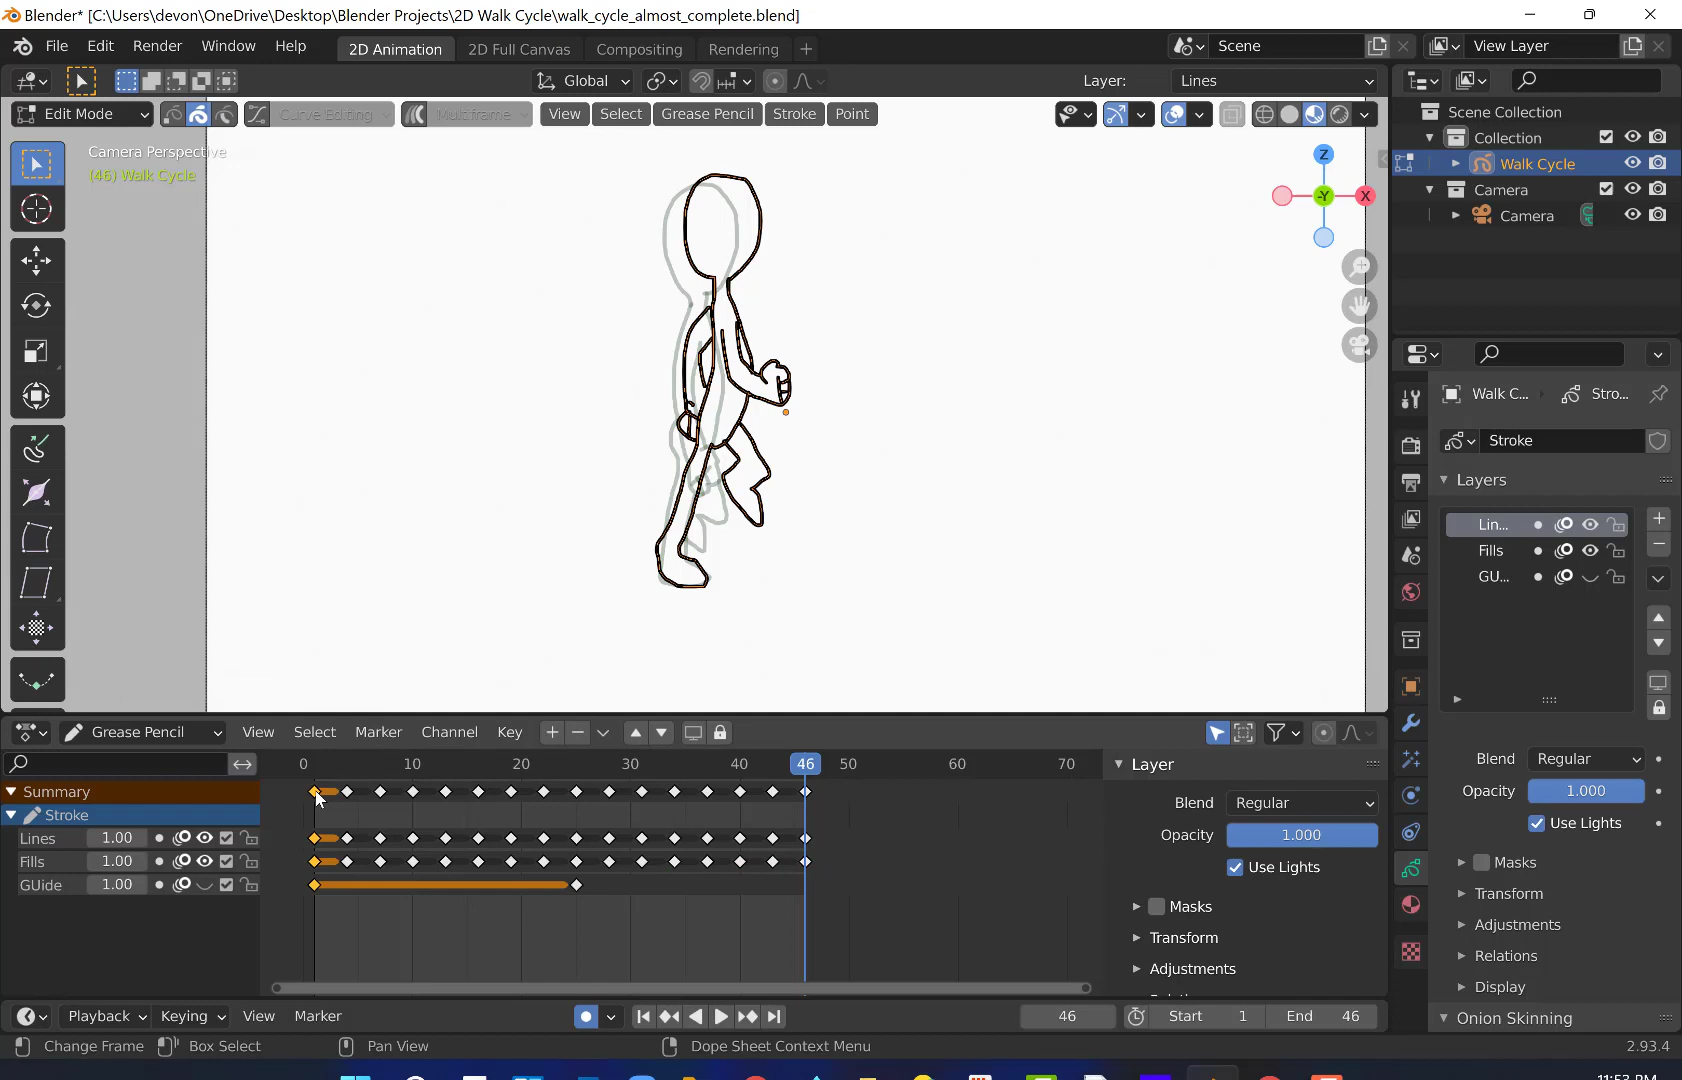 Blender* [C:\Users\devon\OneDrive\Desktop\Blender Projects\2D Walk Cycle\walk_cycle_almost_complete.blend]
File Edit Render Window Help 2D Animation 2D Full Canvas Compositing Rendering + Scene View Layer
Global Layer: Lines
Edit Mode Curve Editing Multiframe View Select Grease Pencil Stroke Point
Camera Perspective
(46) Walk Cycle
Z
-Y
X
Scene Collection
Collection
Walk Cycle
Camera
Camera
Walk C... Stro...
Stroke
Layers
Lin...
Fills
GU...
Blend Regular
Opacity 1.000
Use Lights
Masks
Transform
Adjustments
Relations
Display
Onion Skinning
Grease Pencil View Select Marker Channel Key
0 10 20 30 40 46 50 60 70
Summary
Stroke
Lines 1.00
Fills 1.00
GUide 1.00
Layer
Blend Regular
Opacity 1.000
Use Lights
Masks
Transform
Adjustments
Playback Keying View Marker 46 Start 1 End 46
Change Frame Box Select Pan View Dope Sheet Context Menu 2.93.4
11:53 PM